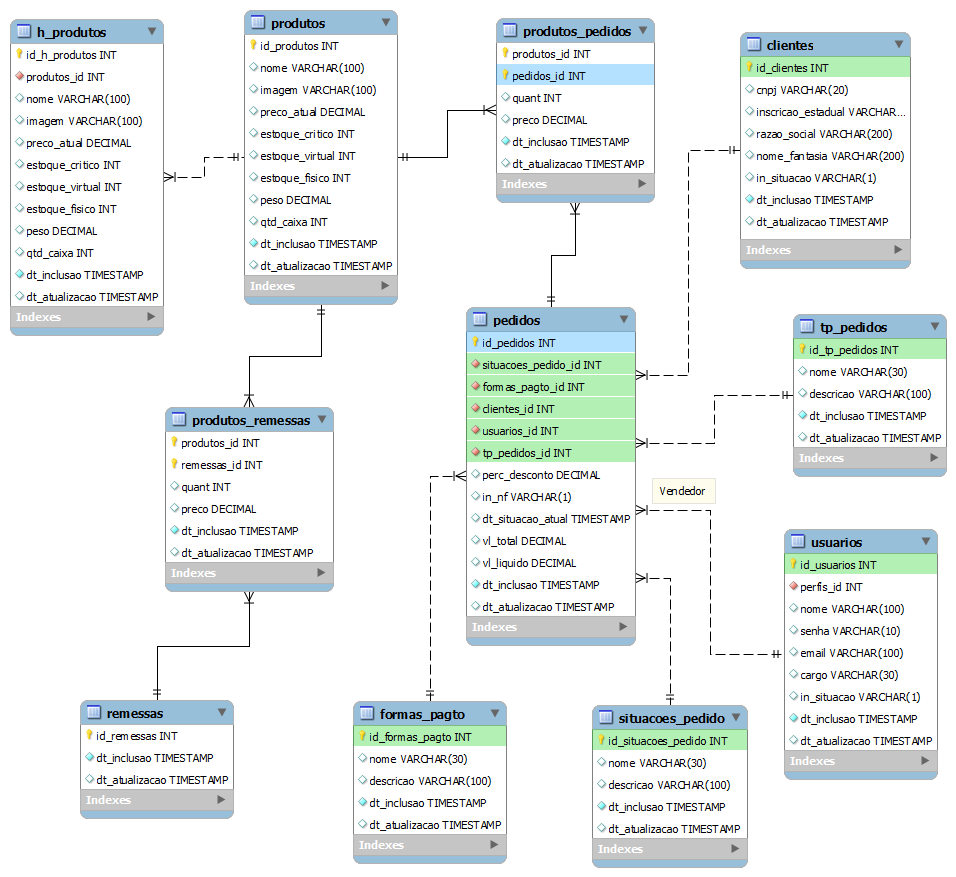 h_produtos
id_h_produtos INT
produtos_id INT
nome VARCHAR(100)
imagem VARCHAR(100)
preco_atual DECIMAL
estoque_critico INT
estoque_virtual INT
estoque_fisico INT
peso DECIMAL
qtd_caixa INT
dt_inclusao TIMESTAMP
dt_atualizacao TIMESTAMP
Indexes
produtos
id_produtos INT
nome VARCHAR(100)
imagem VARCHAR(100)
preco_atual DECIMAL
estoque_critico INT
estoque_virtual INT
estoque_fisico INT
peso DECIMAL
qtd_caixa INT
dt_inclusao TIMESTAMP
dt_atualizacao TIMESTAMP
Indexes
produtos_pedidos
produtos_id INT
pedidos_id INT
quant INT
preco DECIMAL
dt_inclusao TIMESTAMP
dt_atualizacao TIMESTAMP
Indexes
clientes
id_clientes INT
cnpj VARCHAR(20)
inscricao_estadual VARCHAR...
razao_social VARCHAR(200)
nome_fantasia VARCHAR(200)
in_situacao VARCHAR(1)
dt_inclusao TIMESTAMP
dt_atualizacao TIMESTAMP
Indexes
pedidos
id_pedidos INT
situacoes_pedido_id INT
formas_pagto_id INT
clientes_id INT
usuarios_id INT
tp_pedidos_id INT
perc_desconto DECIMAL
in_nf VARCHAR(1)
dt_situacao_atual TIMESTAMP
vl_total DECIMAL
vl_liquido DECIMAL
dt_inclusao TIMESTAMP
dt_atualizacao TIMESTAMP
Indexes
tp_pedidos
id_tp_pedidos INT
nome VARCHAR(30)
descricao VARCHAR(100)
dt_inclusao TIMESTAMP
dt_atualizacao TIMESTAMP
Indexes
produtos_remessas
produtos_id INT
remessas_id INT
quant INT
preco DECIMAL
dt_inclusao TIMESTAMP
dt_atualizacao TIMESTAMP
Indexes
Vendedor
usuarios
id_usuarios INT
perfis_id INT
nome VARCHAR(100)
senha VARCHAR(10)
email VARCHAR(100)
cargo VARCHAR(30)
in_situacao VARCHAR(1)
dt_inclusao TIMESTAMP
dt_atualizacao TIMESTAMP
Indexes
remessas
id_remessas INT
dt_inclusao TIMESTAMP
dt_atualizacao TIMESTAMP
Indexes
formas_pagto
id_formas_pagto INT
nome VARCHAR(30)
descricao VARCHAR(100)
dt_inclusao TIMESTAMP
dt_atualizacao TIMESTAMP
Indexes
situacoes_pedido
id_situacoes_pedido INT
nome VARCHAR(30)
descricao VARCHAR(100)
dt_inclusao TIMESTAMP
dt_atualizacao TIMESTAMP
Indexes